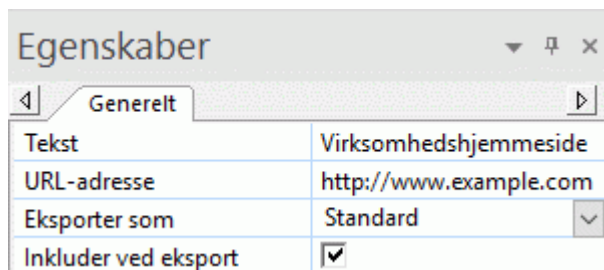 Egenskaber
Generelt
Tekst Virksomhedshjemmeside
URL-adresse http://www.example.com
Eksporter som Standard
Inkluder ved eksport